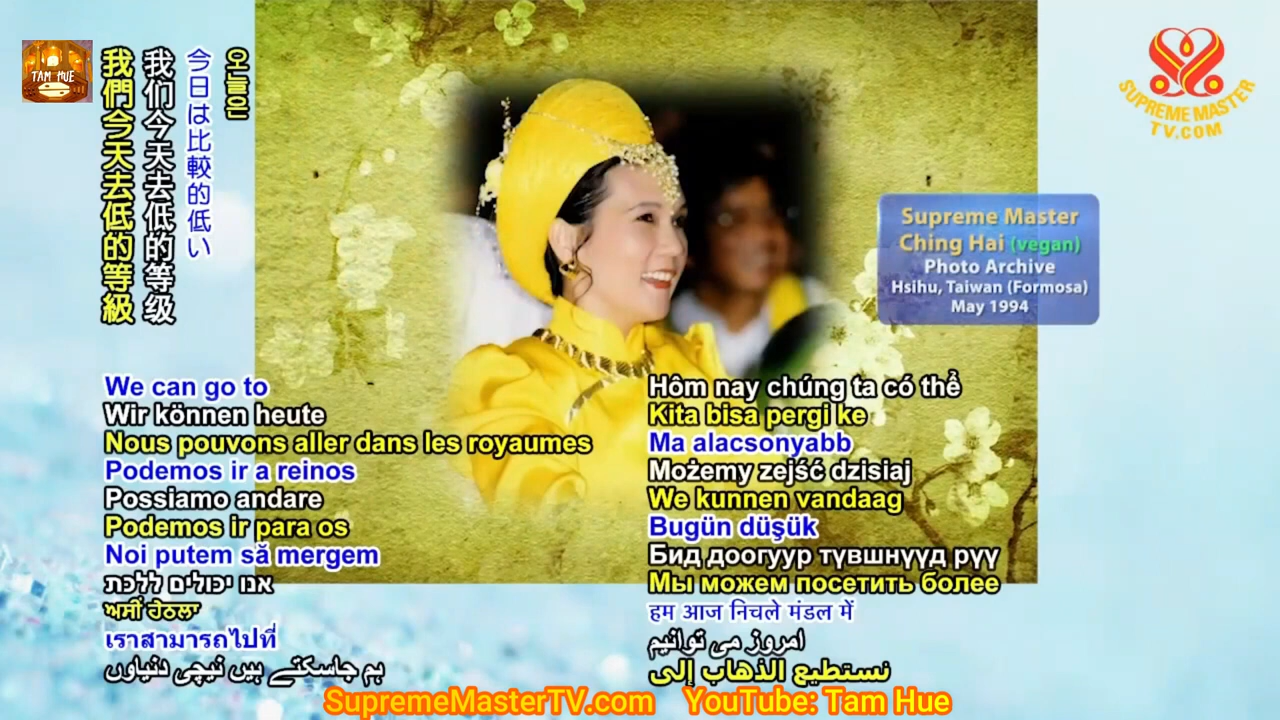 TAM HUE
我們今天去低的等級
我们今天去低的等级
今日は比較的低い
오늘은
SUPREME MASTER
TV.COM
Supreme Master
Ching Hai (vegan)
Photo Archive
Hsihu, Taiwan (Formosa)
May 1994
We can go to
Wir können heute
Nous pouvons aller dans les royaumes
Podemos ir a reinos
Possiamo andare
Podemos ir para os
Noi putem să mergem
אנו יכולים ללכת
ਅਸੀਂ ਹੇਠਲਾ
เราสามารถไปที่
ہم جاسکتے ہیں نیچی دنیاوں
Hôm nay chúng ta có thể
Kita bisa pergi ke
Ma alacsonyabb
Możemy zejść dzisiaj
We kunnen vandaag
Bugün düşük
Бид доогуур түвшнүүд рүү
Мы можем посетить более
हम आज निचले मंडल में
امروز می توانیم
نستطيع الذهاب إلى
SupremeMasterTV.com YouTube: Tam Hue